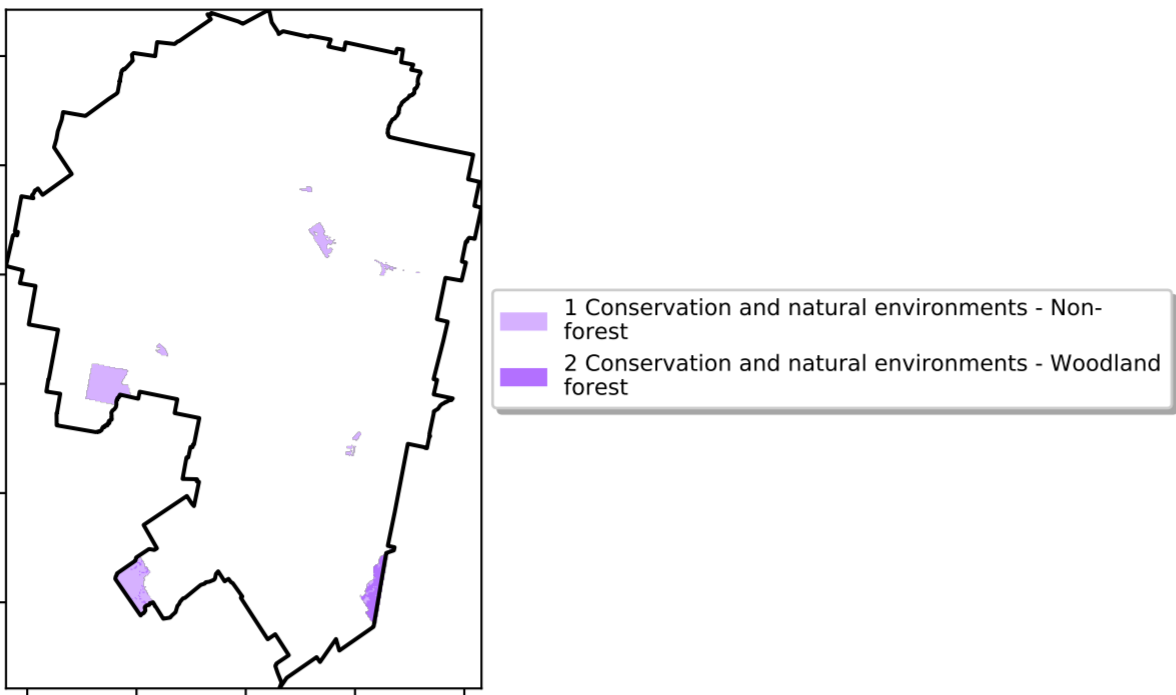 1 Conservation and natural environments - Non-
forest
2 Conservation and natural environments - Woodland
forest